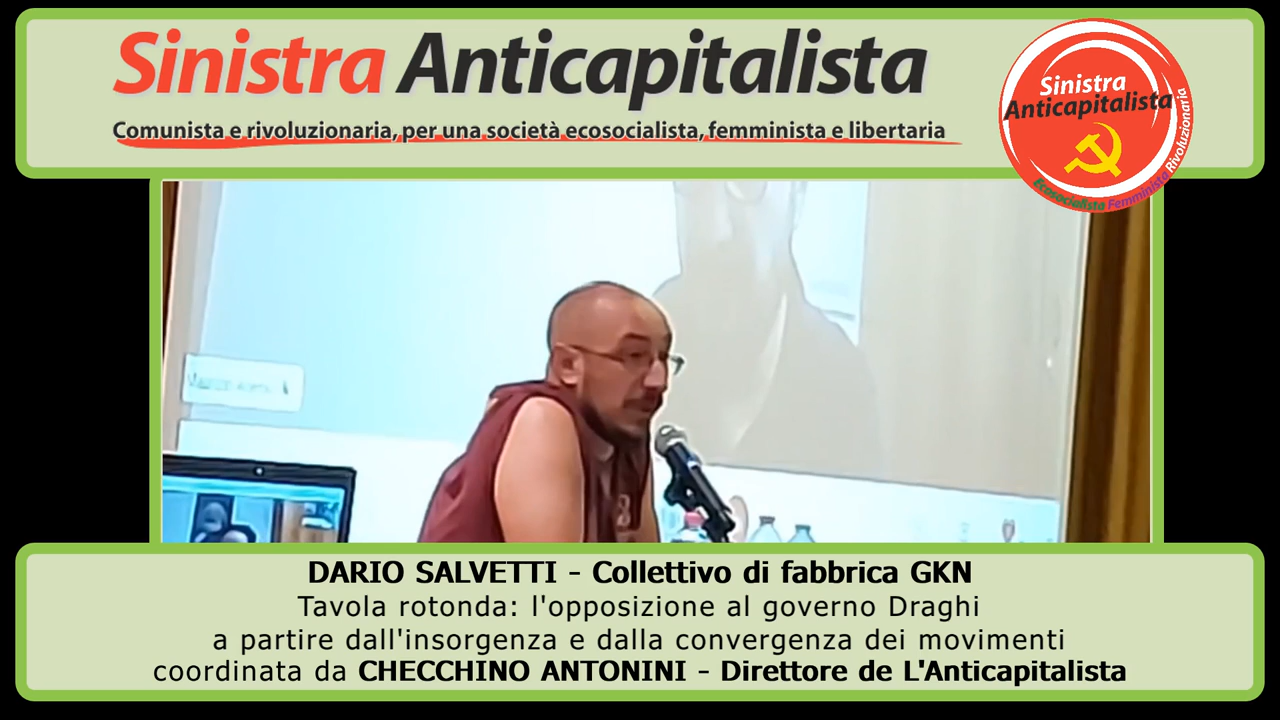 Sinistra Anticapitalista
Comunista e rivoluzionaria, per una società ecosocialista, femminista e libertaria
Sinistra
Anticapitalista
Ecosocialista Femminista Rivoluzionaria
DARIO SALVETTI - Collettivo di fabbrica GKN
Tavola rotonda: l'opposizione al governo Draghi
a partire dall'insorgenza e dalla convergenza dei movimenti
coordinata da CHECCHINO ANTONINI - Direttore de L'Anticapitalista